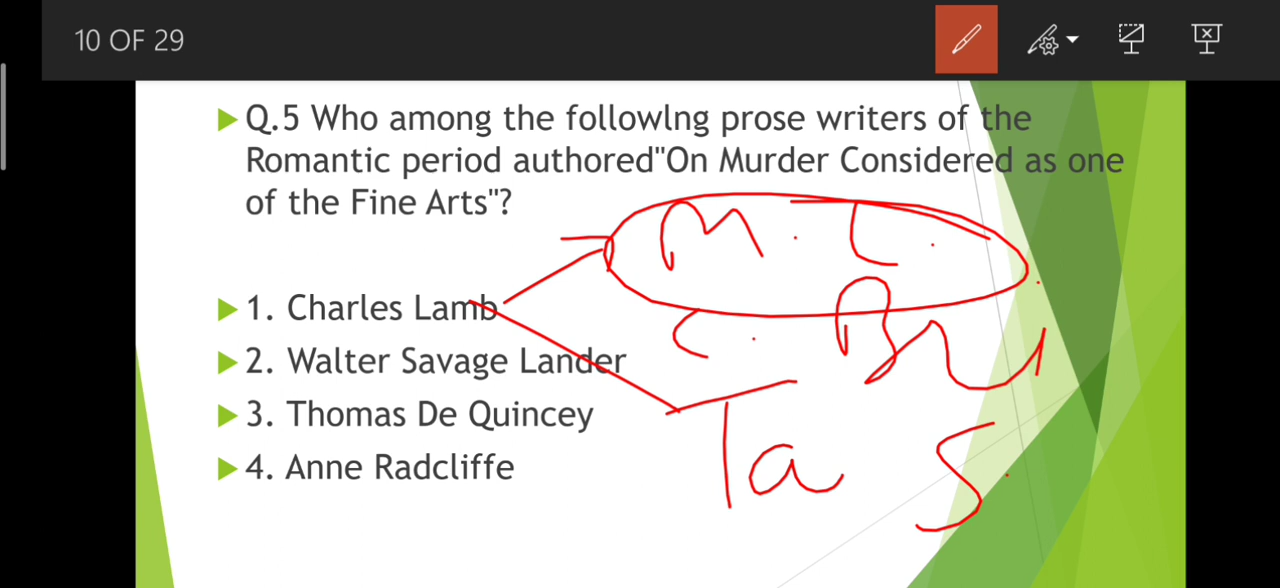 10 OF 29
Q.5 Who among the followlng prose writers of the
Romantic period authored"On Murder Considered as one
of the Fine Arts"?
M. L.
1. Charles Lamb
C.
2. Walter Savage Lander
3. Thomas De Quincey
4. Anne Radcliffe
Ta S